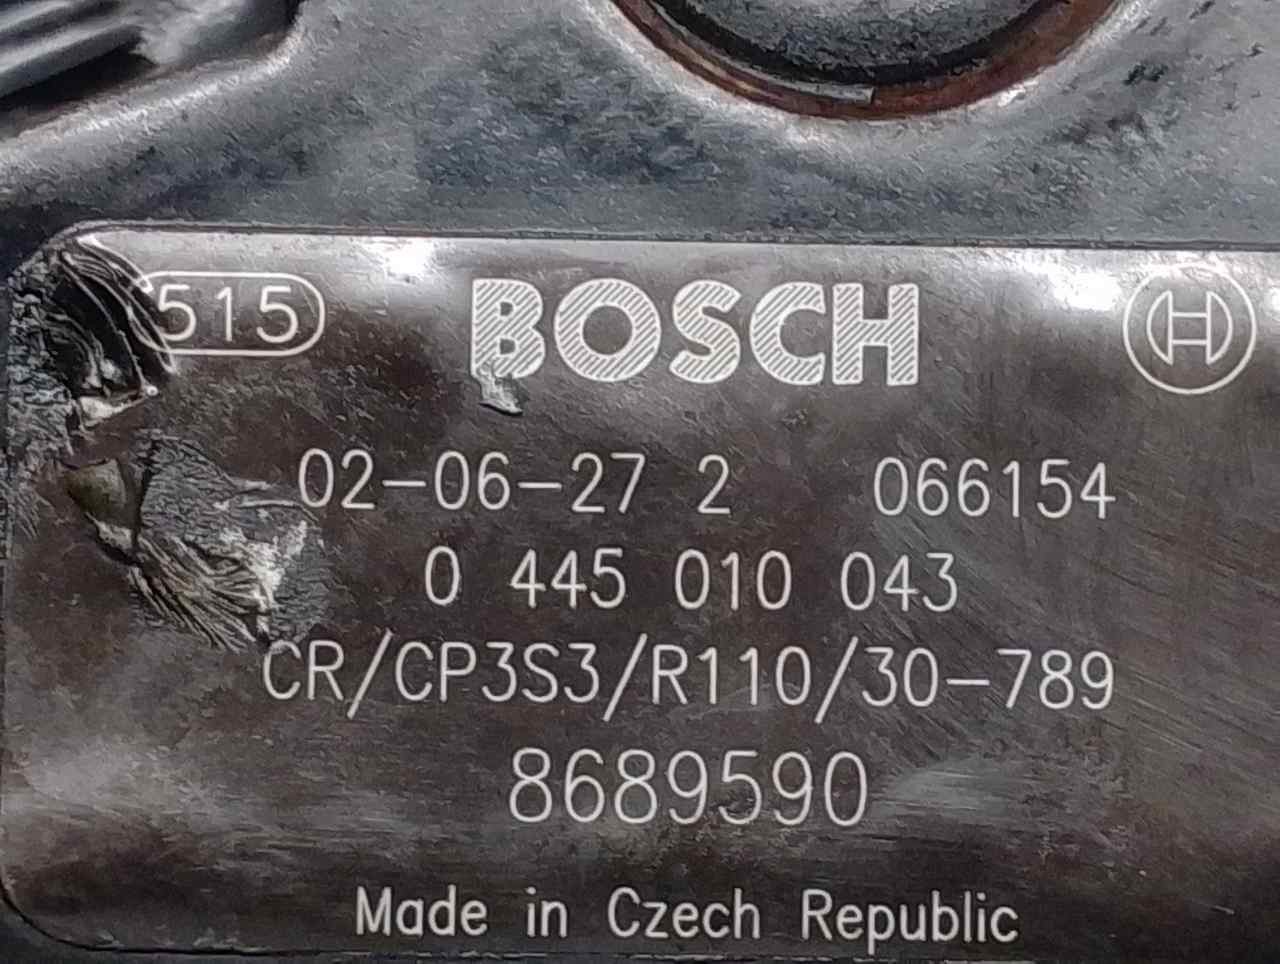 515 BOSCH
02-06-27 2 066154
0 445 010 043
CR/CP3S3/R110/30-789
8689590
Made in Czech Republic